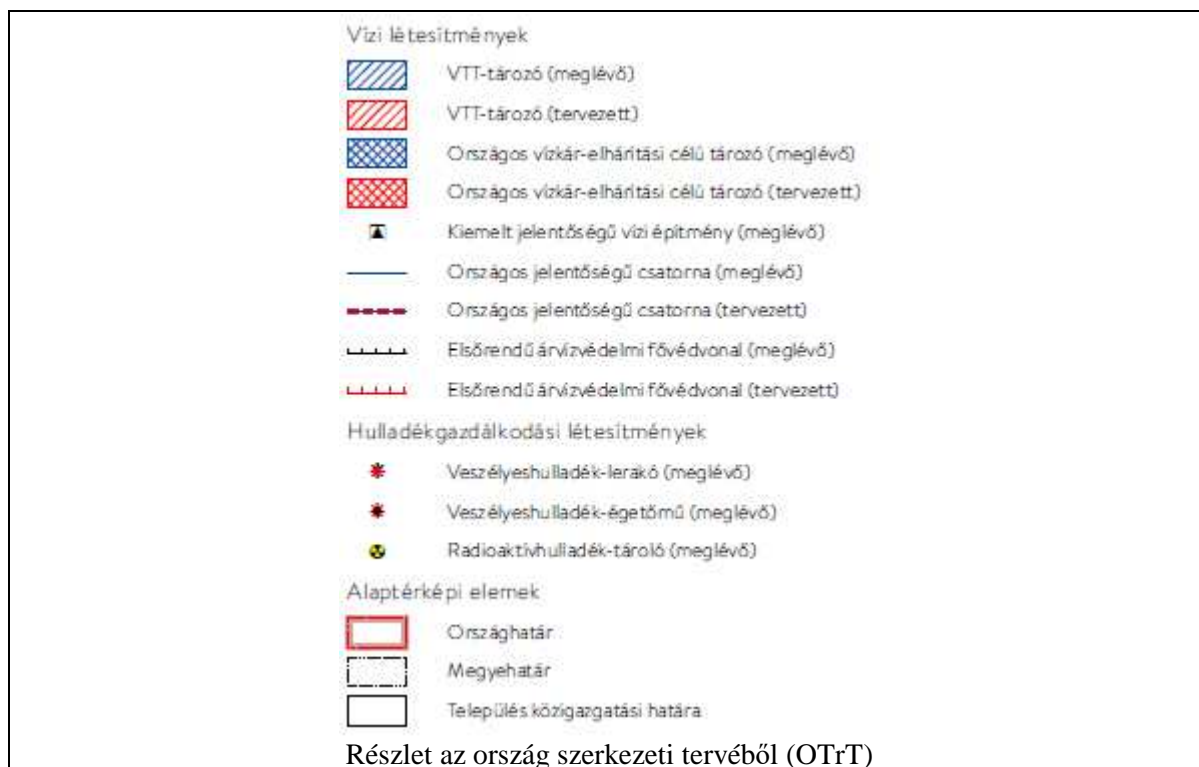 Vízi létesítmények
VTT-tározó (meglévő)
VTT-tározó (tervezett)
Országos vízkár-elhárítási célú tározó (meglévő)
Országos vízkár-elhárítási célú tározó (tervezett)
Kiemelt jelentőségű vízi építmény (meglévő)
Országos jelentőségű csatorna (meglévő)
Országos jelentőségű csatorna (tervezett)
Elsőrendű árvízvédelmi fővédvonal (meglévő)
Elsőrendű árvízvédelmi fővédvonal (tervezett)
Hulladékgazdálkodási létesítmények
Veszélyeshulladék-lerakó (meglévő)
Veszélyeshulladék-égetőmű (meglévő)
Radioaktívhulladék-tároló (meglévő)
Alaptérképi elemek
Országhatár
Megyehatár
Település közigazgatási határa
Részlet az ország szerkezeti tervéből (OTrT)